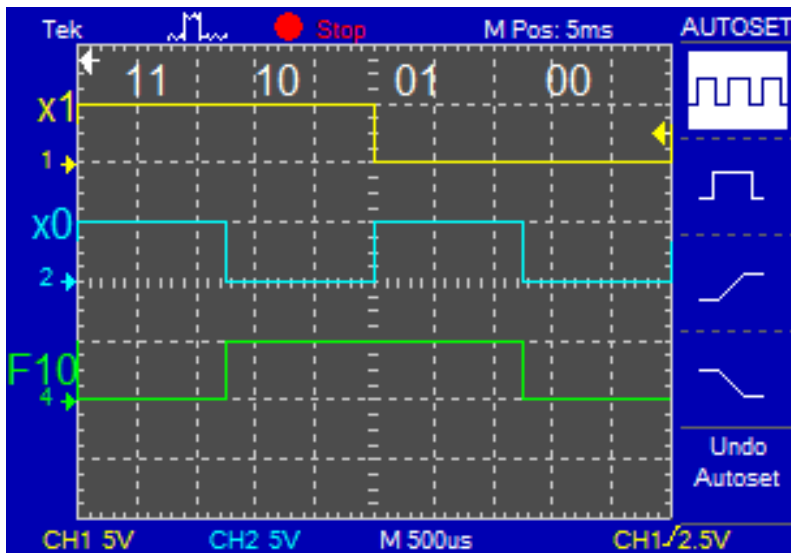 Tek Stop M Pos: 5ms AUTOSET
11 10 01 00
x1
1
x0
2
F10
4
Undo
Autoset
CH1 5V CH2 5V M 500us CH1 2.5V